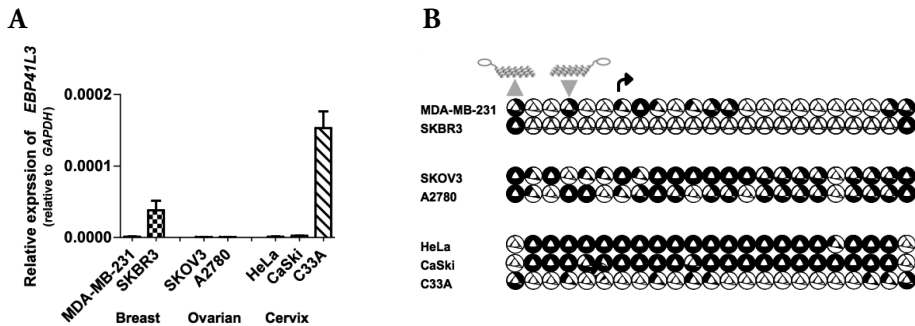 A
Relative exprssion of EBP41L3
(relative to GAPDH)
0.0002
0.0001
0.0000
MDA-MB-231
SKBR3
SKOV3
A2780
HeLa
CaSki
C33A
Breast Ovarian Cervix
B
MDA-MB-231
SKBR3
SKOV3
A2780
HeLa
CaSki
C33A